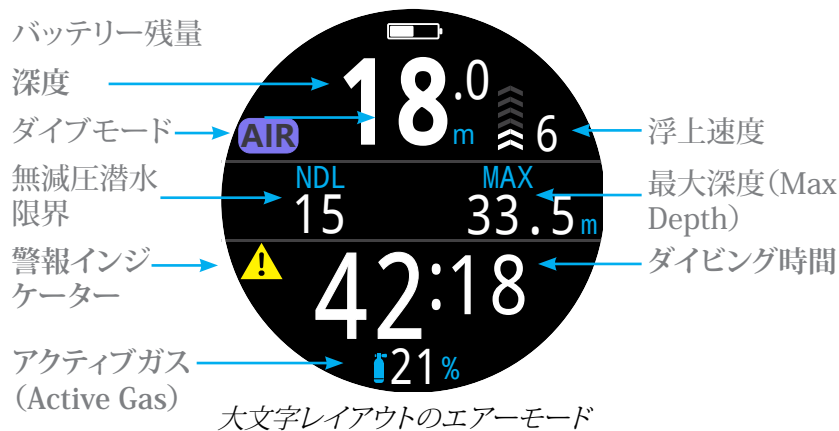 バッテリー残量
深度
ダイブモード
無減圧潜水
限界
警報インジ
ケーター
アクティブガス
（Active Gas）
18.0
m
AIR
6
NDL
15
MAX
33.5m
42:18
21%
浮上速度
最大深度（Max
Depth）
ダイビング時間
大文字レイアウトのエアーモード